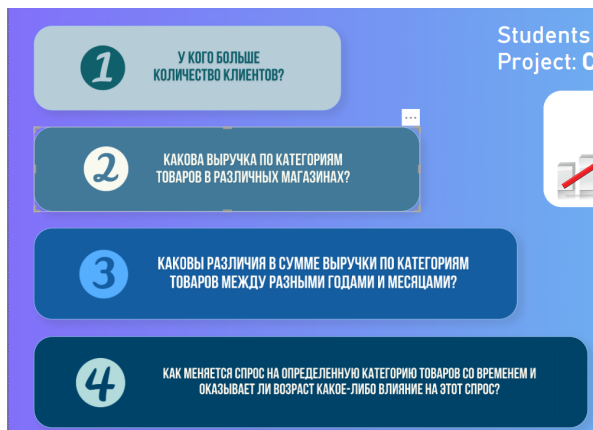 1
У КОГО БОЛЬШЕ
КОЛИЧЕСТВО КЛИЕНТОВ?
Students
Project:
2
КАКОВА ВЫРУЧКА ПО КАТЕГОРИЯМ
ТОВАРОВ В РАЗЛИЧНЫХ МАГАЗИНАХ?
3
КАКОВЫ РАЗЛИЧИЯ В СУММЕ ВЫРУЧКИ ПО КАТЕГОРИЯМ
ТОВАРОВ МЕЖДУ РАЗНЫМИ ГОДАМИ И МЕСЯЦАМИ?
4
КАК МЕНЯЕТСЯ СПРОС НА ОПРЕДЕЛЕННУЮ КАТЕГОРИЮ ТОВАРОВ СО ВРЕМЕНЕМ И
ОКАЗЫВАЕТ ЛИ ВОЗРАСТ КАКОЕ-ЛИБО ВЛИЯНИЕ НА ЭТОТ СПРОС?